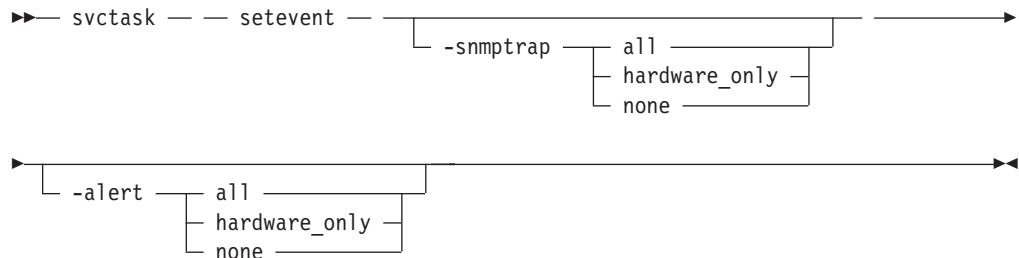 svctask setevent
-snmptrap all
hardware_only
none
-alert all
hardware_only
none